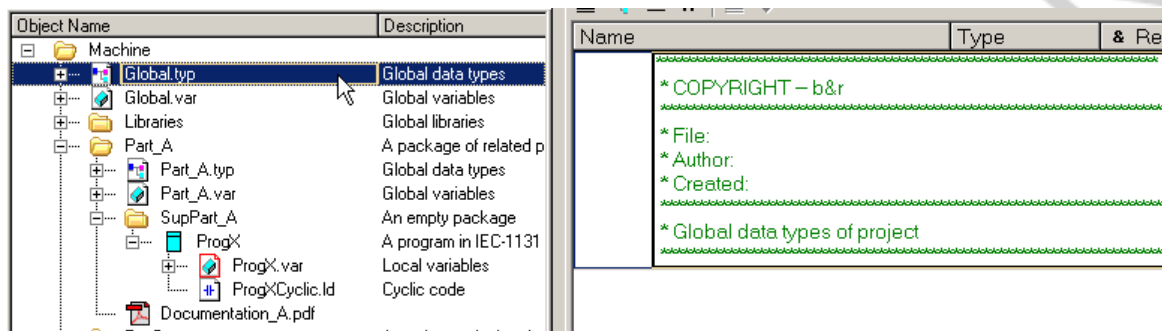 Object Name Description
Machine
Global.typ Global data types
Global.var Global variables
Libraries Global libraries
Part_A A package of related p
Part_A.typ Global data types
Part_A.var Global variables
SupPart_A An empty package
ProgX A program in IEC-1131
ProgX.var Local variables
ProgXCyclic.ld Cyclic code
Documentation_A.pdf
Name Type & Re
* COPYRIGHT – b&r
* File:
* Author:
* Created:
* Global data types of project